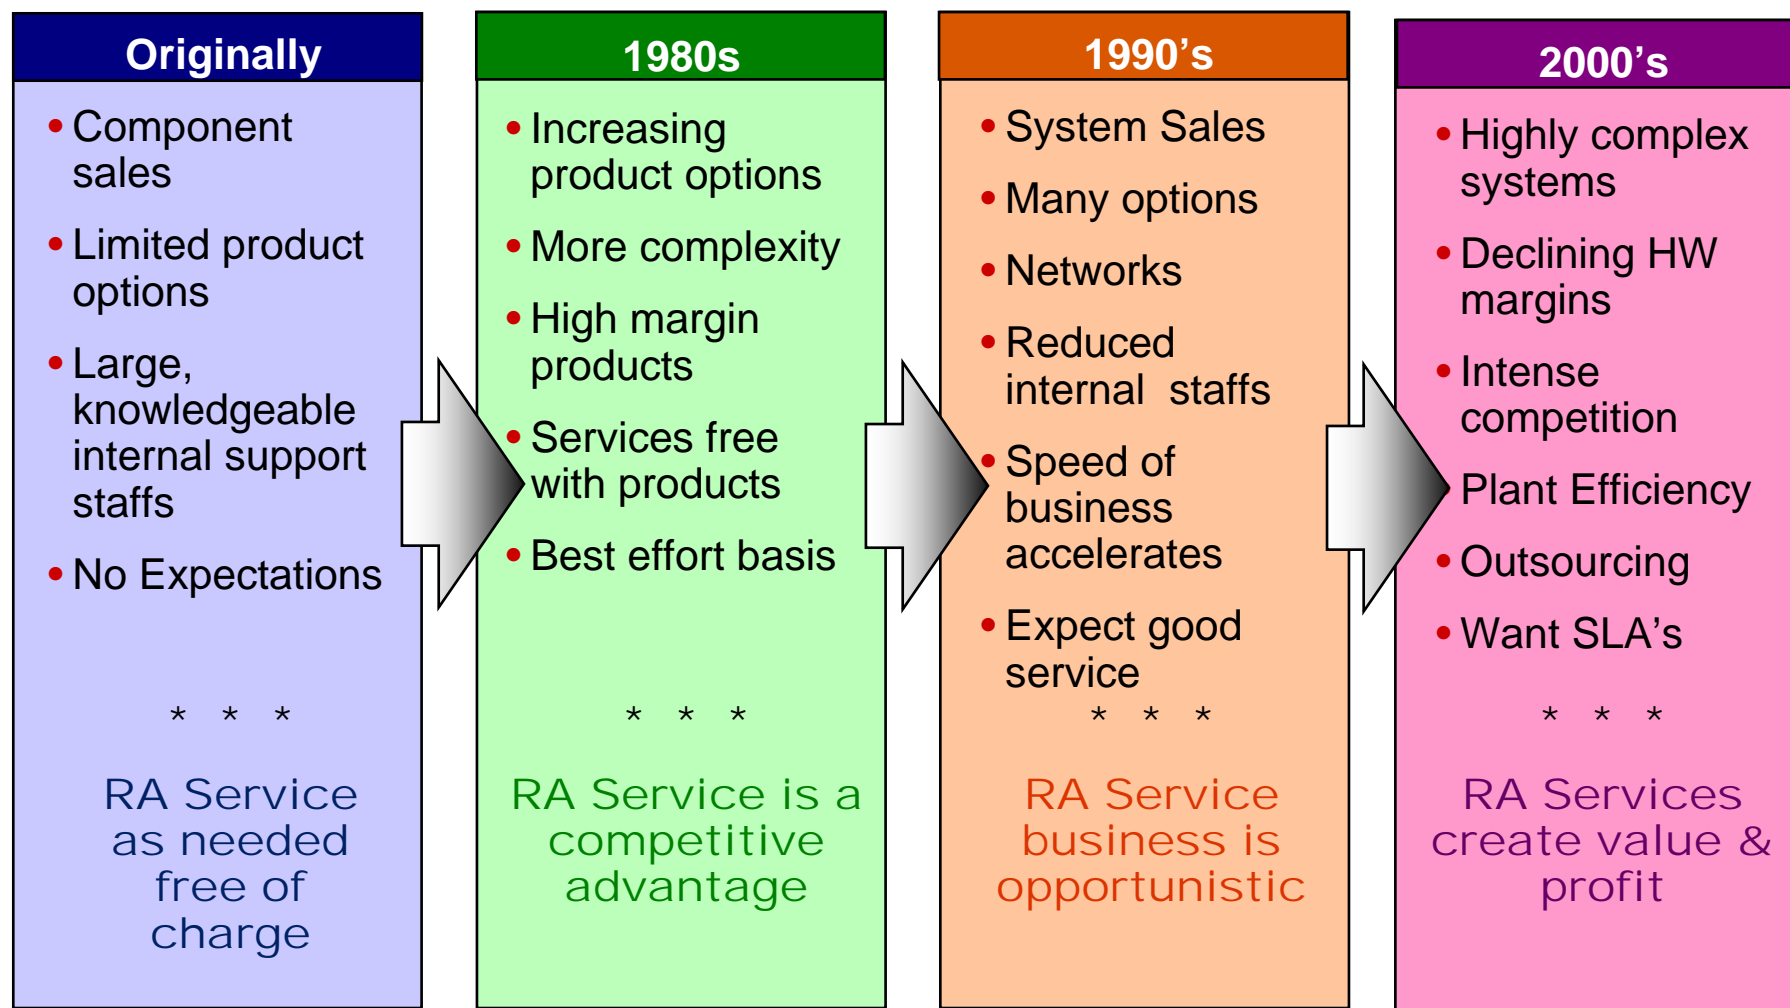 Originally
• Component
sales
• Limited product
options
• Large,
knowledgeable
internal support
staffs
• No Expectations
* * *
RA Service
as needed
free of
charge
1980s
• Increasing
product options
• More complexity
• High margin
products
• Services free
with products
• Best effort basis
* * *
RA Service is a
competitive
advantage
1990’s
• System Sales
• Many options
• Networks
• Reduced
internal staffs
• Speed of
business
accelerates
• Expect good
service
* * *
RA Service
business is
opportunistic
2000’s
• Highly complex
systems
• Declining HW
margins
• Intense
competition
• Plant Efficiency
• Outsourcing
• Want SLA’s
* * *
RA Services
create value &
profit